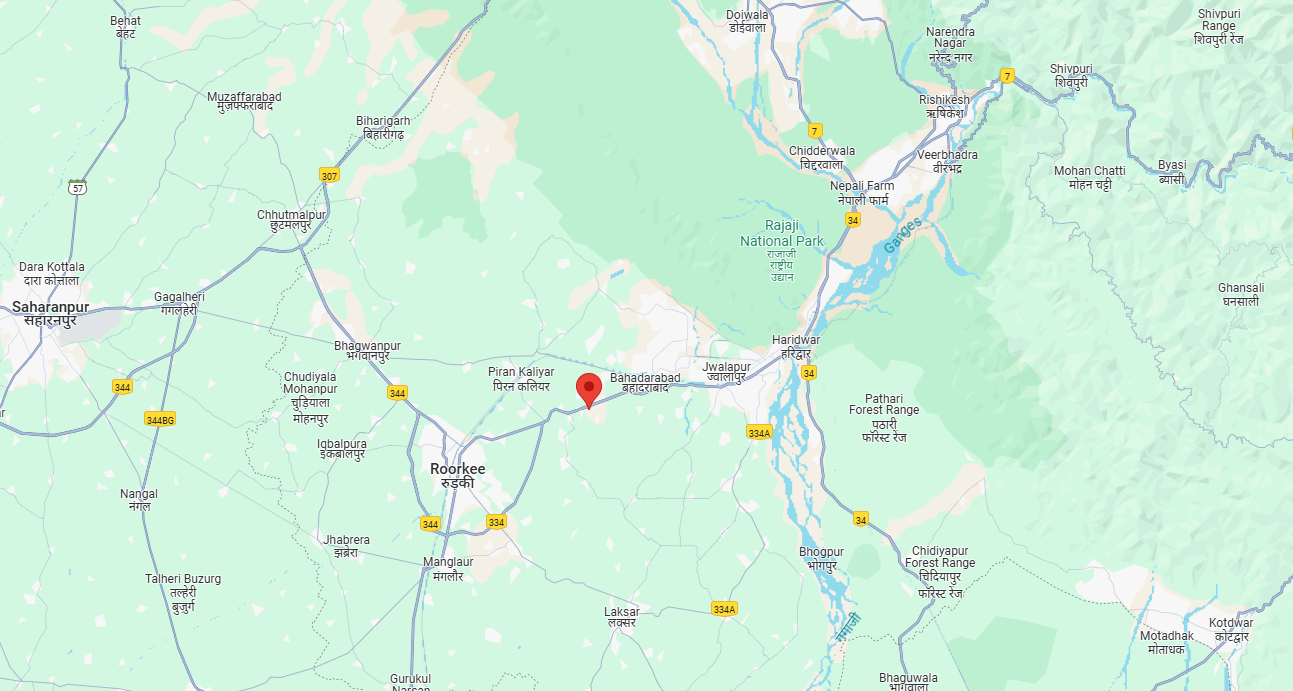 Behat
बेहट
Doiwala
डोईवाला
Shivpuri
Range
शिवपुरी रेंज
Narendra
Nagar
नरेन्द्र नगर
7
Shivpuri
शिवपुरी
Muzaffarabad
मुजफ्फराबाद
Rishikesh
ऋषिकेश
Biharigarh
बिहारीगढ़
7
Chidderwala
चिद्दरवाला
Veerbhadra
वीरभद्र
Mohan Chatti
मोहन चट्टी
Byasi
ब्यासी
307
57
Nepali Farm
नेपाली फार्म
Chhutmalpur
छुटमलपुर
34
Rajaji
National Park
राजाजी
राष्ट्रीय
उद्यान
Ganges
Dara Kottala
दारा कोत्ताला
Ghansali
घनसाली
Saharanpur
सहारनपुर
Gagalheri
गगलहेरी
Haridwar
हरिद्वार
Bhagwanpur
भगवानपुर
Piran Kaliyar
पिरन कलियर
Bahadarabad
बहादराबाद
Jwalapur
ज्वालापुर
34
Chudiyala
Mohanpur
चुड़ियाला
मोहनपुर
344
344
344BG
Pathari
Forest Range
पठारी
फॉरेस्ट रेंज
334A
Iqbalpura
इकबालपुर
Roorkee
रुड़की
Nangal
नंगल
344
334
34
Jhabrera
झबरेरा
Manglaur
मंगलौर
Bhogpur
भोगपुर
Chidiyapur
Forest Range
चिदियापुर
फॉरेस्ट रेंज
Talheri Buzurg
तल्हेरी
बुजुर्ग
Laksar
लक्सर
334A
गंगाजी
Motadhak
मोताधक
Kotdwar
कोटद्वार
Gurukul
Narsan
Bhaguwala
भागूवाला